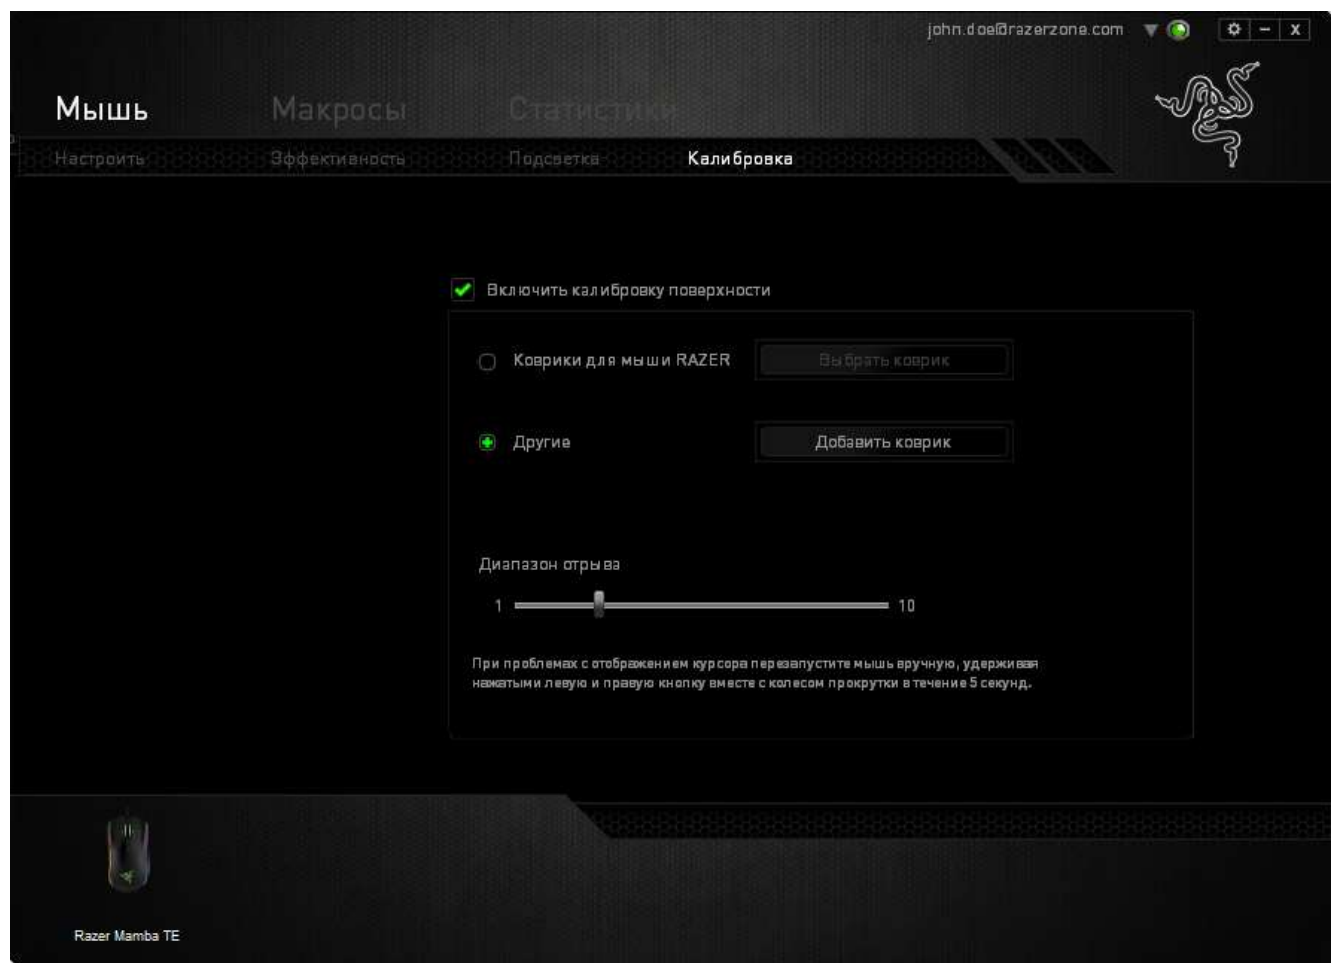 john.doe@razerzone.com
Мышь Макросы Статистики
Настроить Эффективность Подсветка Калибровка
Включить калибровку поверхности
Коврики для мыши RAZER Выбрать коврик
Другие Добавить коврик
Диапазон отрыва
1 10
При проблемах с отображением курсора перезапустите мышь вручную, удерживая
нажатыми левую и правую кнопку вместе с колесом прокрутки в течение 5 секунд.
Razer Mamba TE